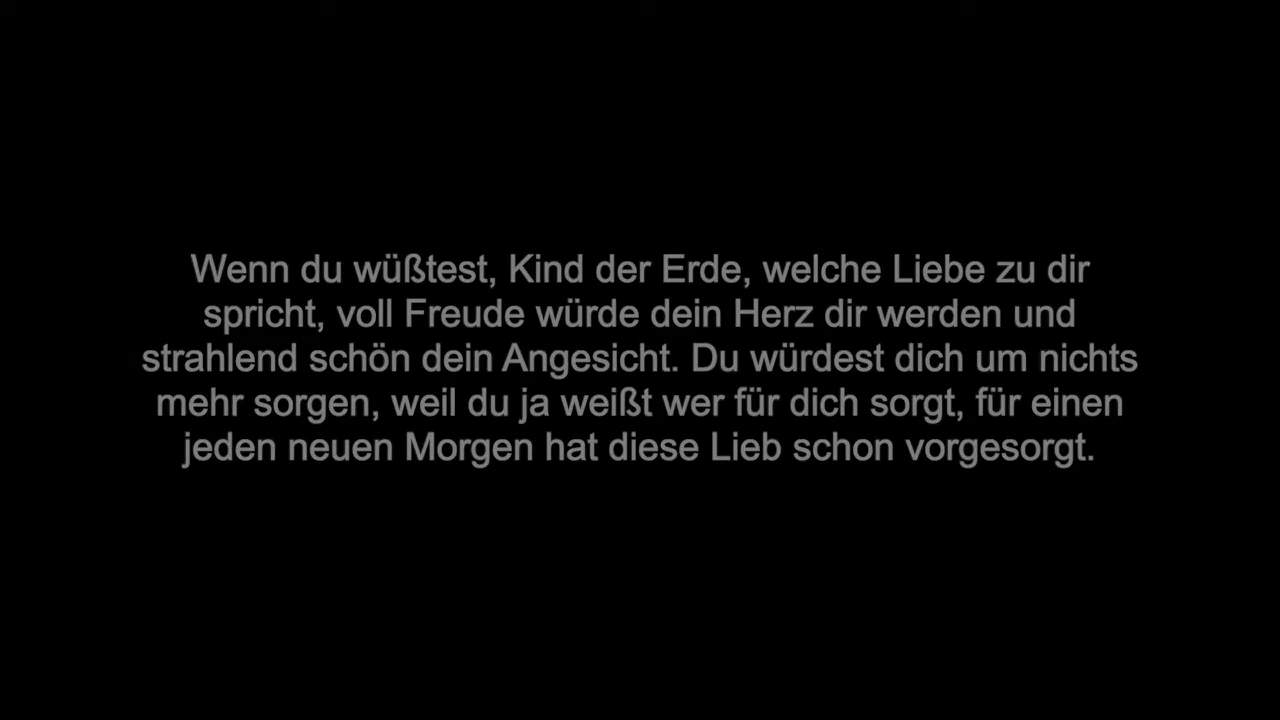 Wenn du wüßtest, Kind der Erde, welche Liebe zu dir
spricht, voll Freude würde dein Herz dir werden und
strahlend schön dein Angesicht. Du würdest dich um nichts
mehr sorgen, weil du ja weißt wer für dich sorgt, für einen
jeden neuen Morgen hat diese Lieb schon vorgesorgt.